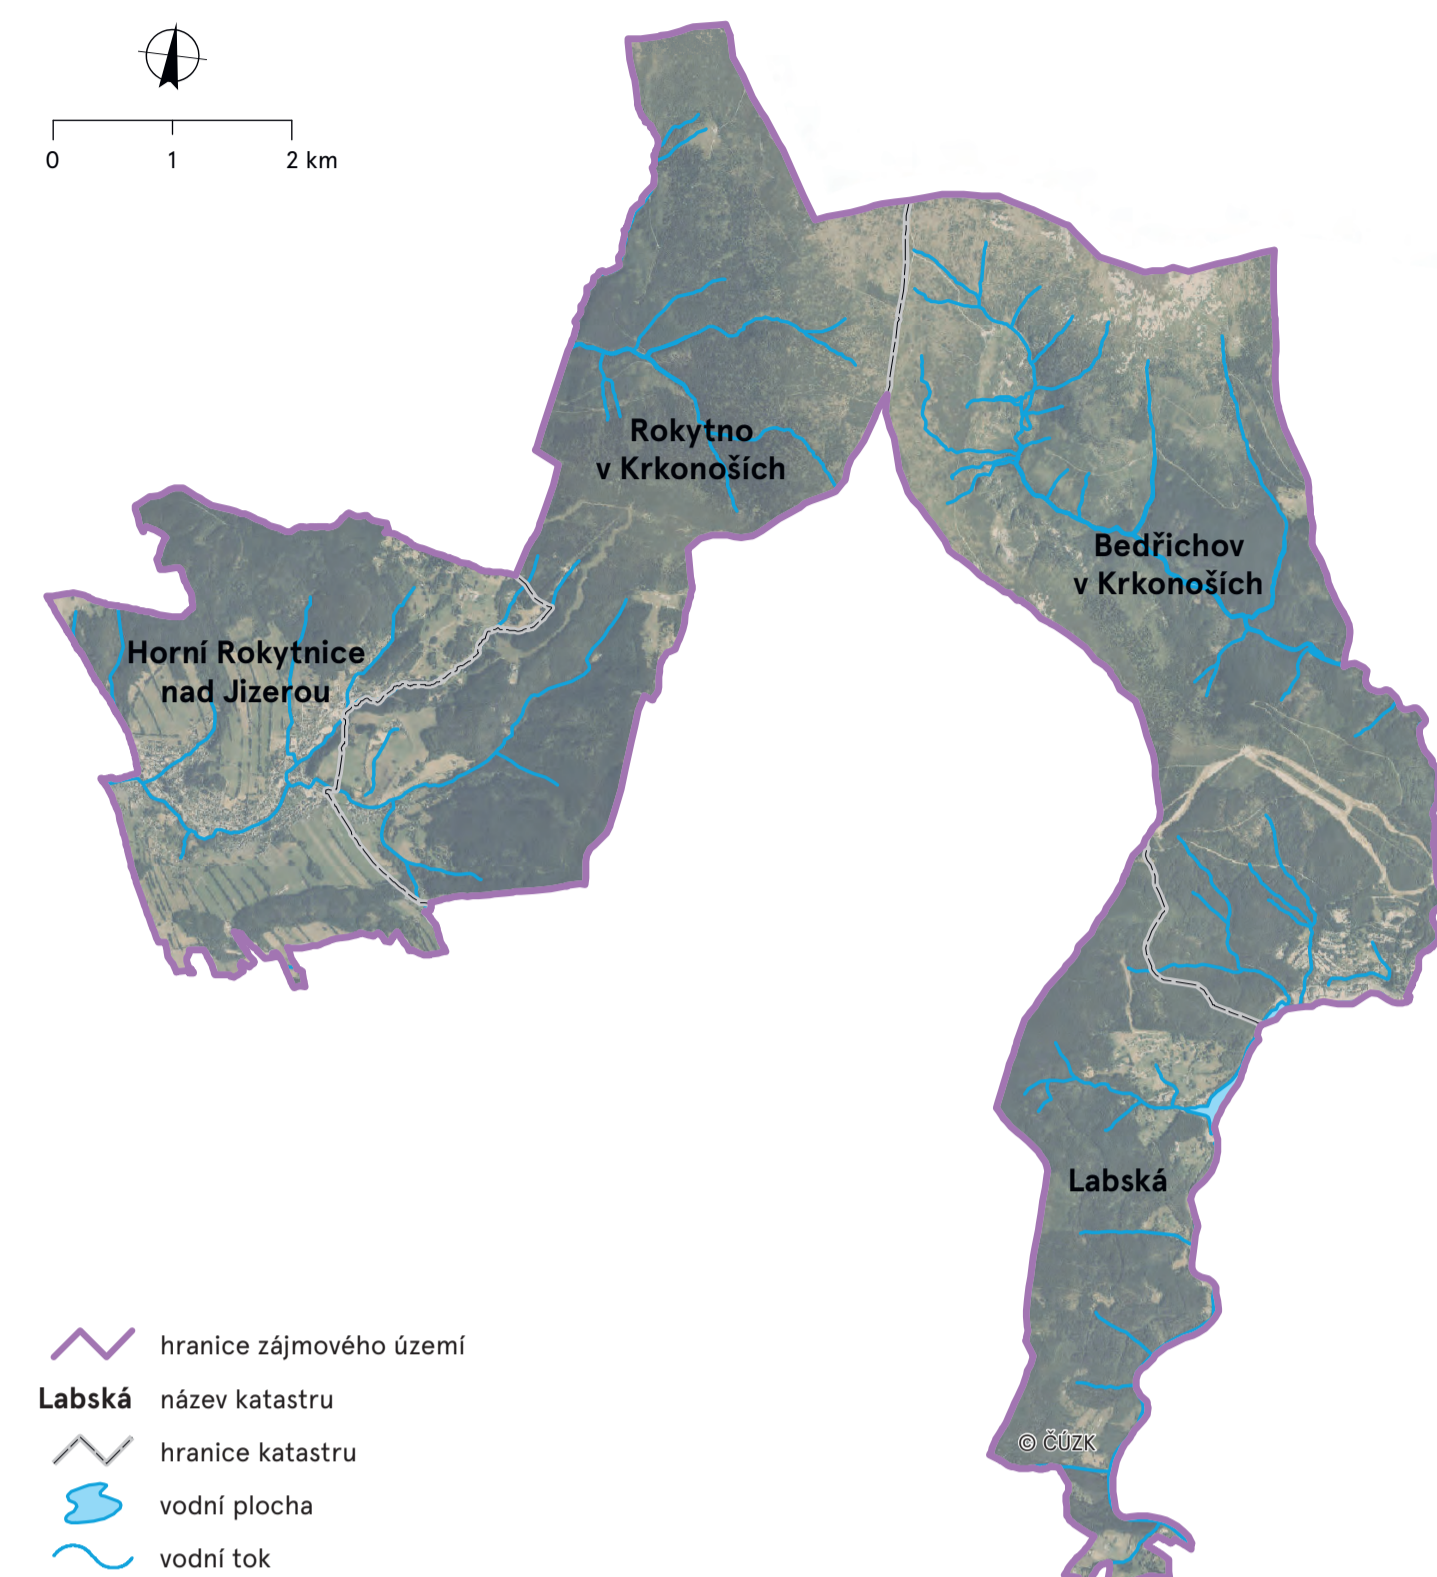 0 1 2 km
Rokytno
v Krkonoších
Bedřichov
v Krkonoších
Horní Rokytnice
nad Jizerou
Labská
© ČÚZK
hranice zájmového území
Labská název katastru
hranice katastru
vodní plocha
vodní tok